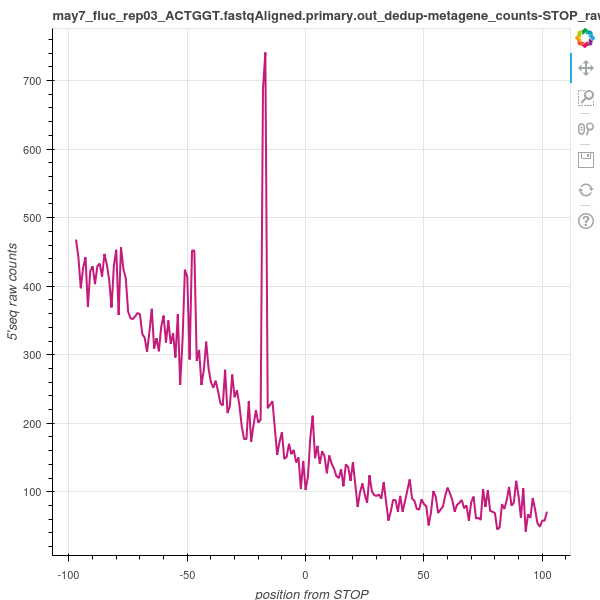 may7_fluc_rep03_ACTGGT.fastqAligned.primary.out_dedup-metagene_counts-STOP_rav
700
600
500
400
300
200
100
5'seq raw counts
-100 -50 0 50 100
position from STOP